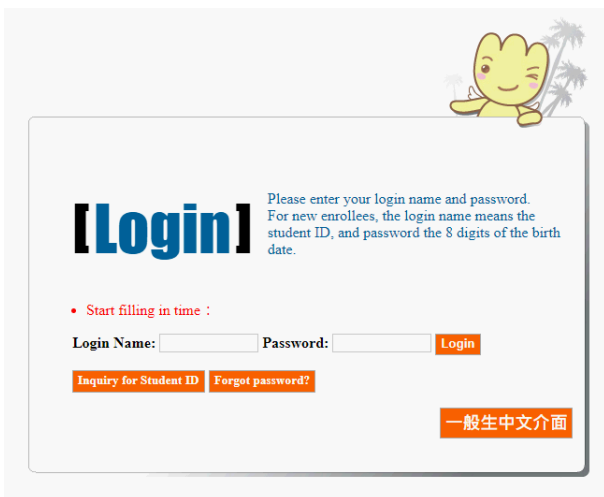 [Login]
Please enter your login name and password.
For new enrollees, the login name means the
student ID, and password the 8 digits of the birth
date.
Start filling in time：
Login Name: Password: Login
Inquiry for Student ID Forgot password?
一般生中文介面